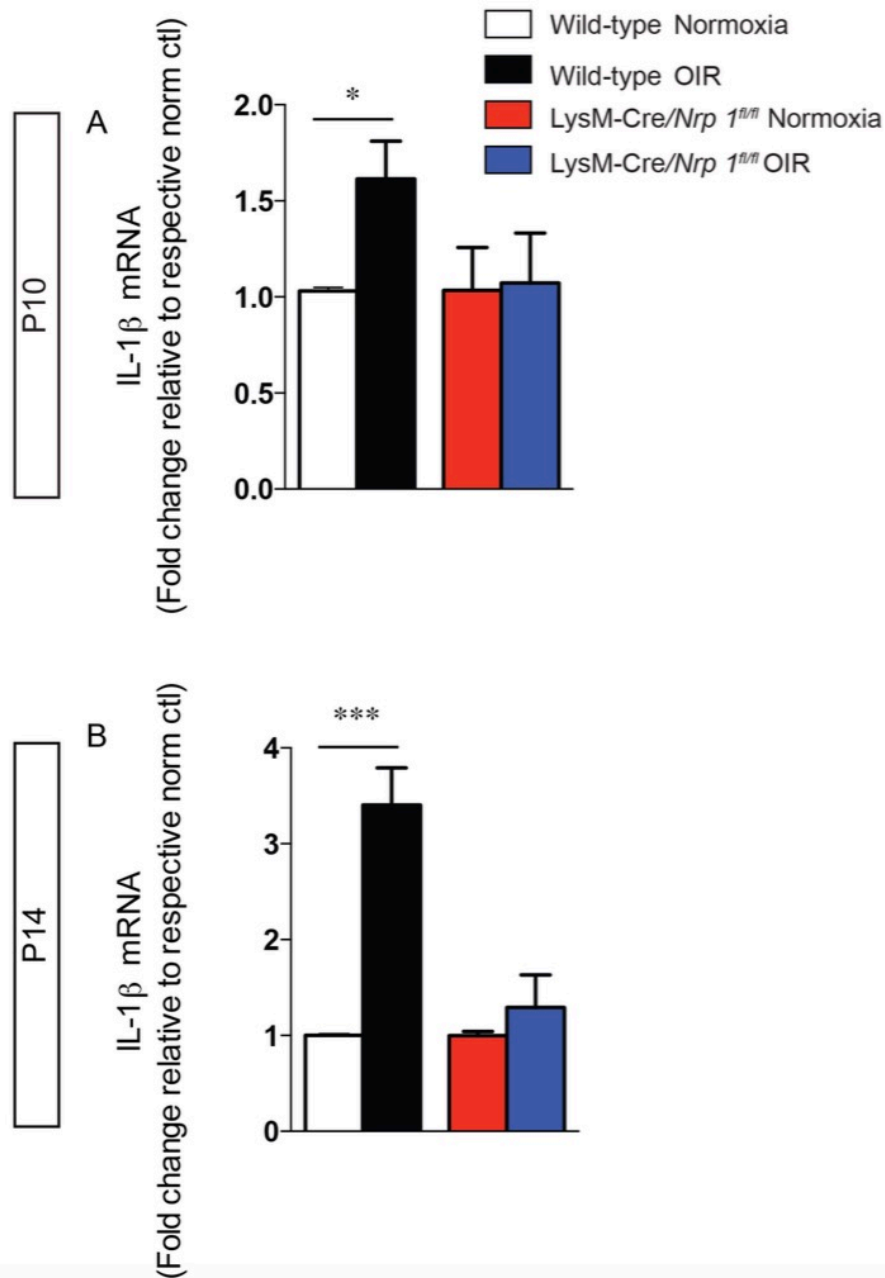 Wild-type Normoxia
Wild-type OIR
LysM-Cre/Nrp 1fl/fl Normoxia
LysM-Cre/Nrp 1fl/fl OIR
P10
A
IL-1β mRNA
(Fold change relative to respective norm ctl)
2.0
1.5
1.0
0.5
0.0
*
P14
B
IL-1β mRNA
(Fold change relative to respective norm ctl)
4
3
2
1
0
***